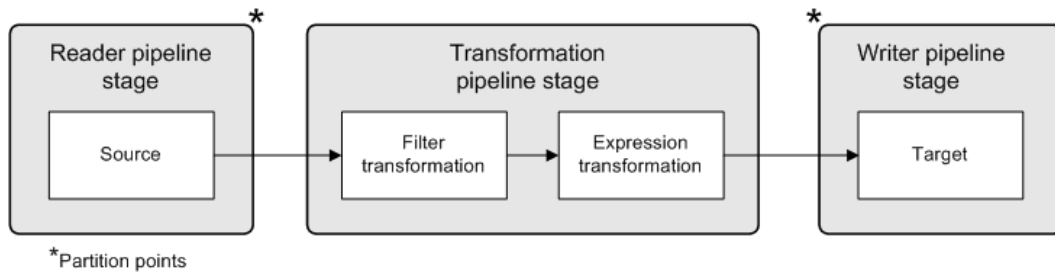 *
*
Reader pipeline
stage
Transformation
pipeline stage
Writer pipeline
stage
Source
Filter
transformation
Expression
transformation
Target
*Partition points